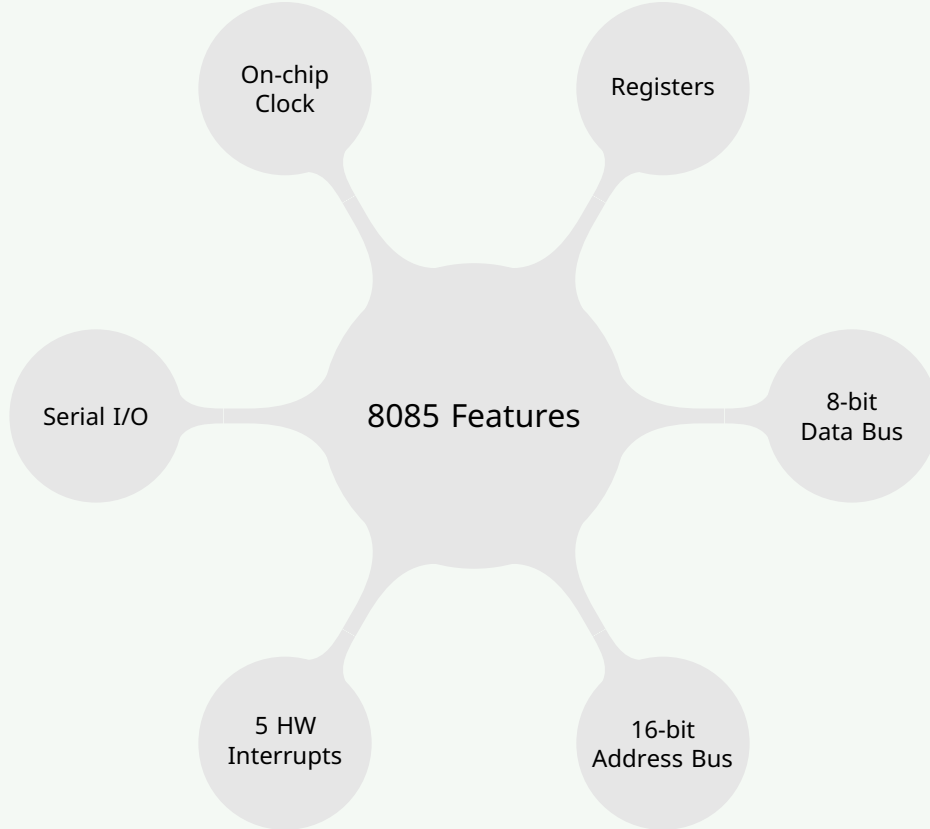 On-chip
Clock
Registers
Serial I/O
8085 Features
8-bit
Data Bus
5 HW
Interrupts
16-bit
Address Bus